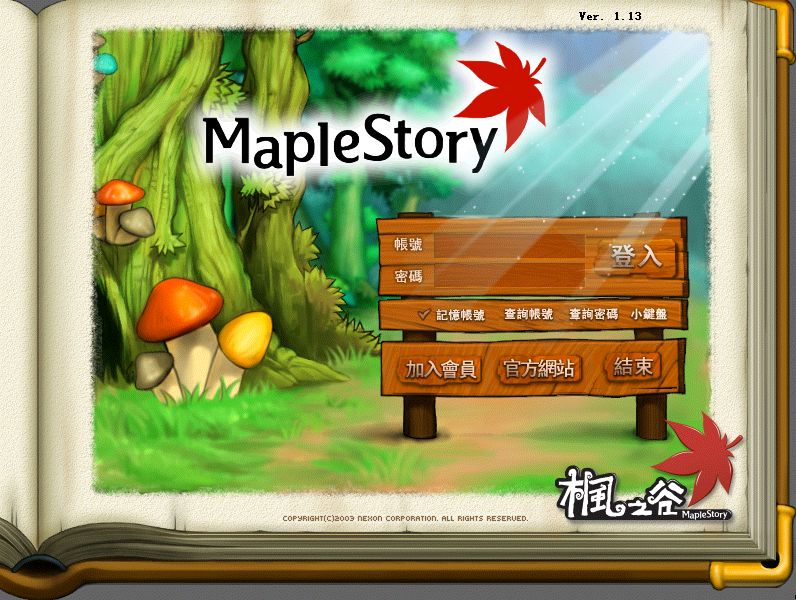 Ver. 1.13
MapleStory
帳號
登入
密碼
記憶帳號 查詢帳號 查詢密碼 小鍵盤
加入會員 官方網站 結束
楓之谷
MapleStory
COPYRIGHT(C)2003 NEXON CORPORATION. ALL RIGHTS RESERVED.